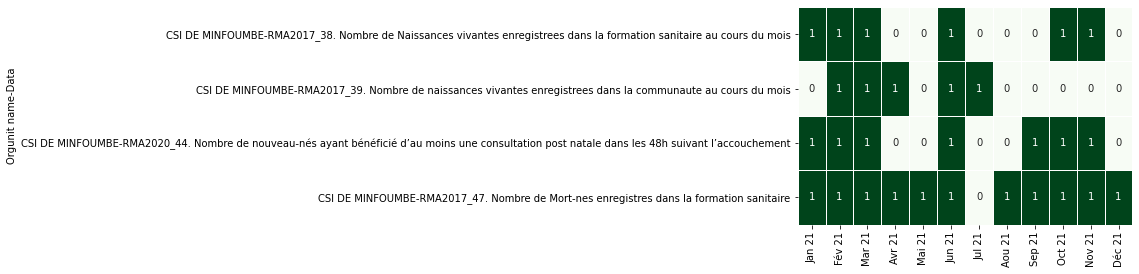 Orgunit name-Data
CSI DE MINFOUMBE-RMA2017_38. Nombre de Naissances vivantes enregistrees dans la formation sanitaire au cours du mois 1 1 1 0 0 1 0 0 0 1 1 0
CSI DE MINFOUMBE-RMA2017_39. Nombre de naissances vivantes enregistrees dans la communaute au cours du mois 0 1 1 1 0 1 1 0 0 0 0 0
CSI DE MINFOUMBE-RMA2020_44. Nombre de nouveau-nés ayant bénéficié d’au moins une consultation post natale dans les 48h suivant l’accouchement 1 1 1 0 0 1 0 0 1 1 1 0
CSI DE MINFOUMBE-RMA2017_47. Nombre de Mort-nes enregistres dans la formation sanitaire 1 1 1 1 1 1 0 1 1 1 1 1
Jan 21 Fév 21 Mar 21 Avr 21 Mai 21 Jun 21 Jul 21 Aou 21 Sep 21 Oct 21 Nov 21 Déc 21